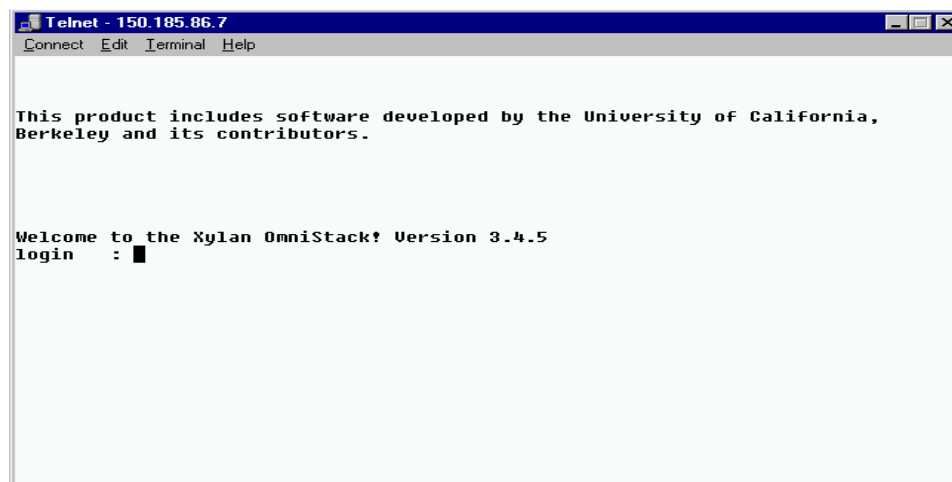 Telnet - 150.185.86.7
Connect Edit Terminal Help
This product includes software developed by the University of California,
Berkeley and its contributors.
Welcome to the Xylan OmniStack! Version 3.4.5
login   :